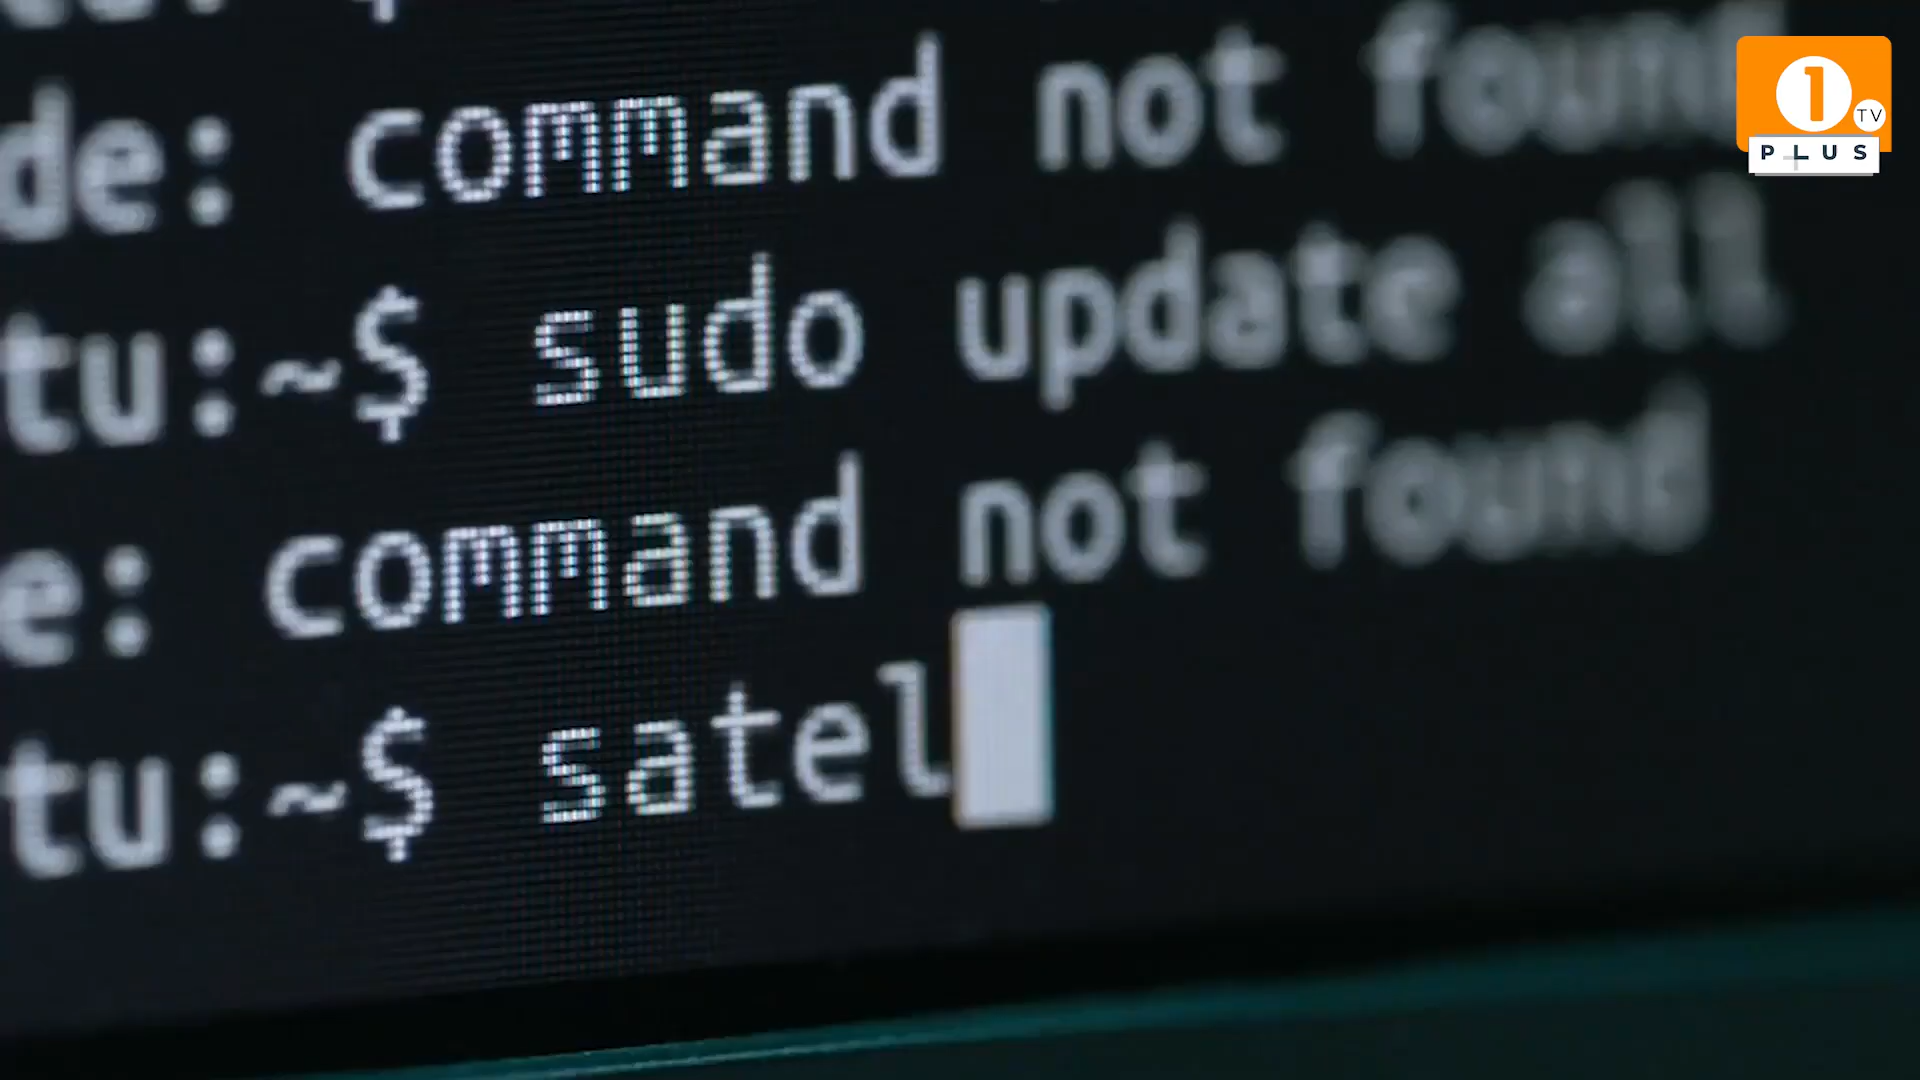 de: command not found
tu:~$ sudo update all
e: command not found
tu:~$ satel
1 TV
PLUS